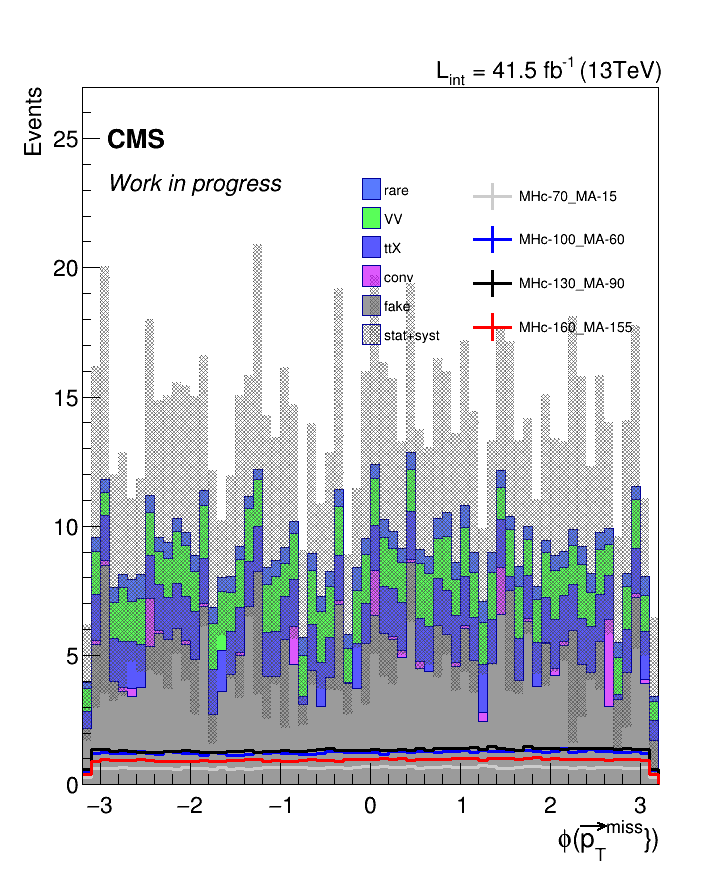 L_int = 41.5 fb^-1 (13TeV)
Events
CMS
Work in progress
rare
VV
ttX
conv
fake
stat+syst
MHc-70_MA-15
MHc-100_MA-60
MHc-130_MA-90
MHc-160_MA-155
25
20
15
10
5
0
−3 −2 −1 0 1 2 3
ϕ(p⃗_T^miss})